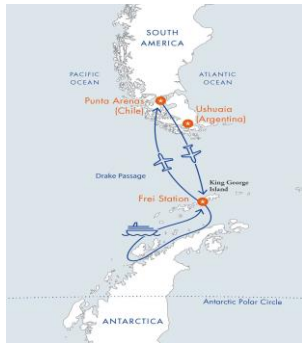 SOUTH
AMERICA
PACIFIC
OCEAN
ATLANTIC
OCEAN
Punta Arenas
(Chile)
Ushuaia
(Argentina)
Drake Passage
King George
Island
Frei Station
Antarctic Polar Circle
ANTARCTICA